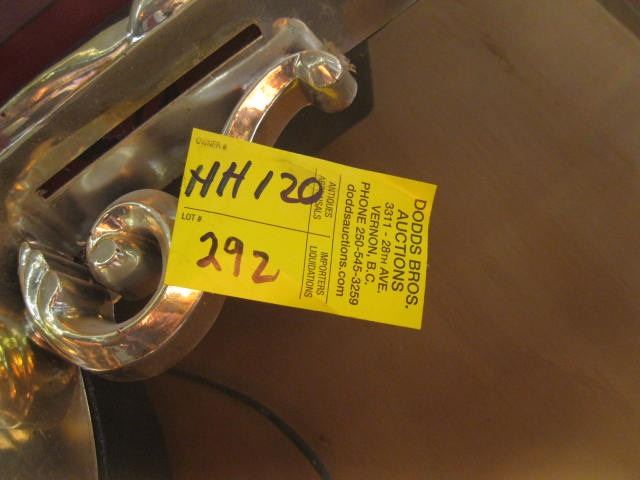 OWNER #
HH120
LOT #
292
ANTIQUES
APPRAISALS
IMPORTERS
LIQUIDATIONS
DODDS BROS.
AUCTIONS
3311 - 28TH AVE.
VERNON, B.C.
PHONE 250-545-3259
doddsauctions.com